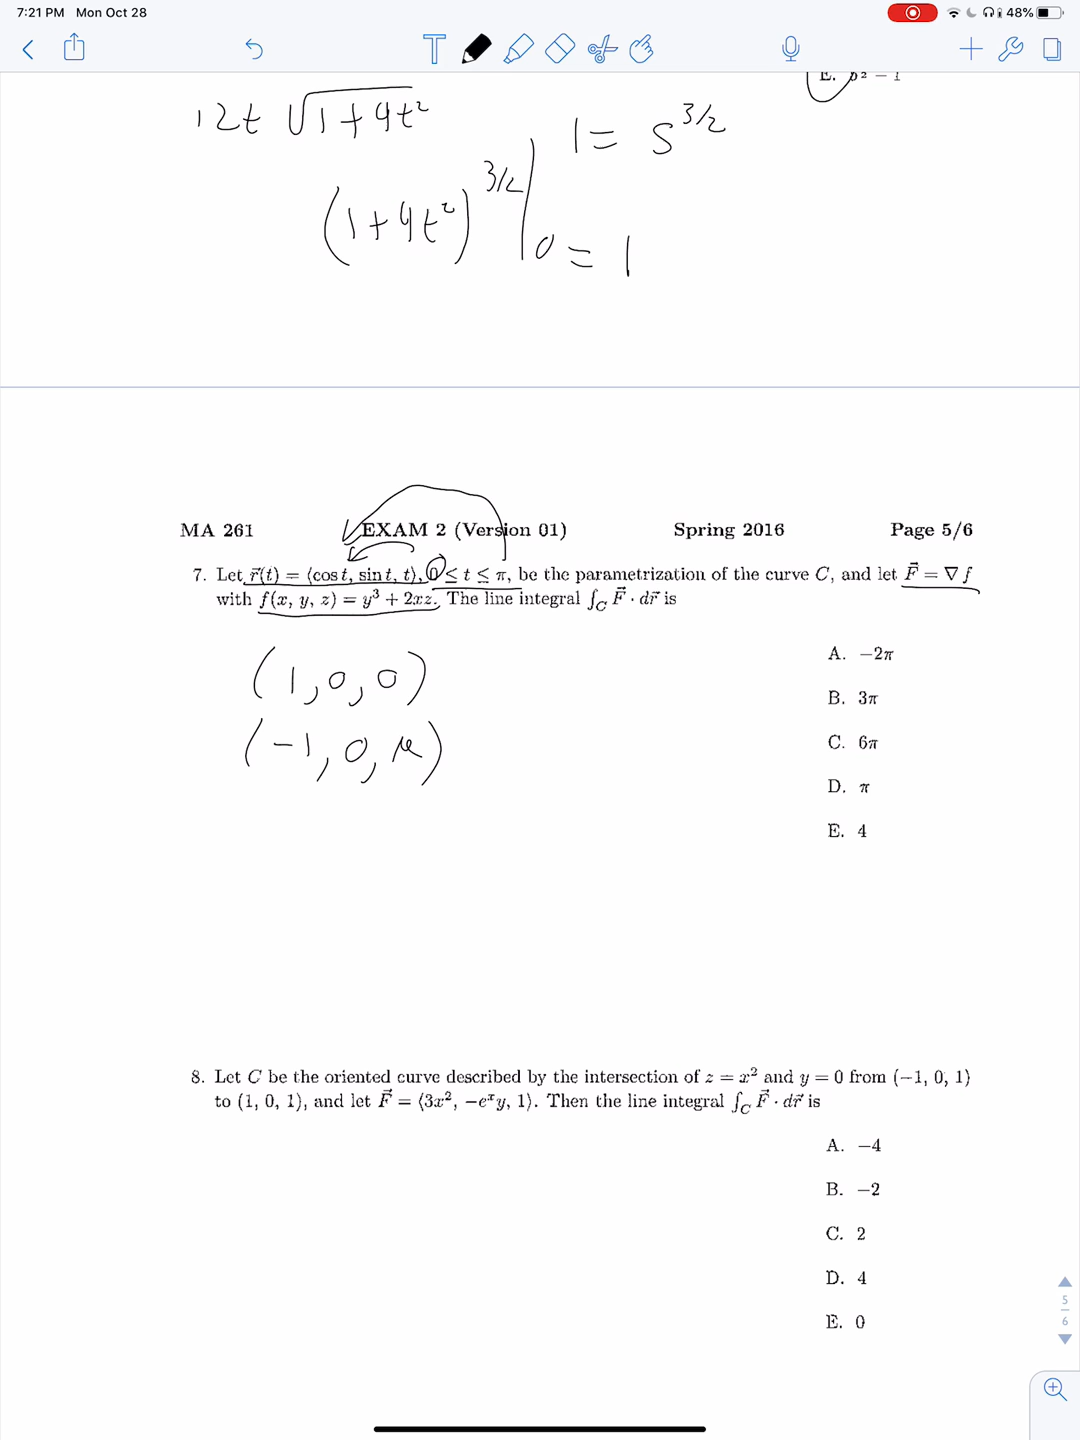 7:21 PM Mon Oct 28
48%
E. b² − 1
12t √1+4t²
1 = s^3/2
(1+4t²)^3/2 |0 = 1
MA 261 EXAM 2 (Version 01) Spring 2016 Page 5/6
7. Let r⃗(t) = ⟨cos t, sin t, t⟩, 0 ≤ t ≤ π, be the parametrization of the curve C, and let F⃗ = ∇f
with f(x, y, z) = y³ + 2xz. The line integral ∫_C F⃗ · dr⃗ is
(1, 0, 0)
(−1, 0, π)
A. −2π
B. 3π
C. 6π
D. π
E. 4
8. Let C be the oriented curve described by the intersection of z = x² and y = 0 from (−1, 0, 1)
to (1, 0, 1), and let F⃗ = ⟨3x², −eˣy, 1⟩. Then the line integral ∫_C F⃗ · dr⃗ is
A. −4
B. −2
C. 2
D. 4
E. 0
5
6